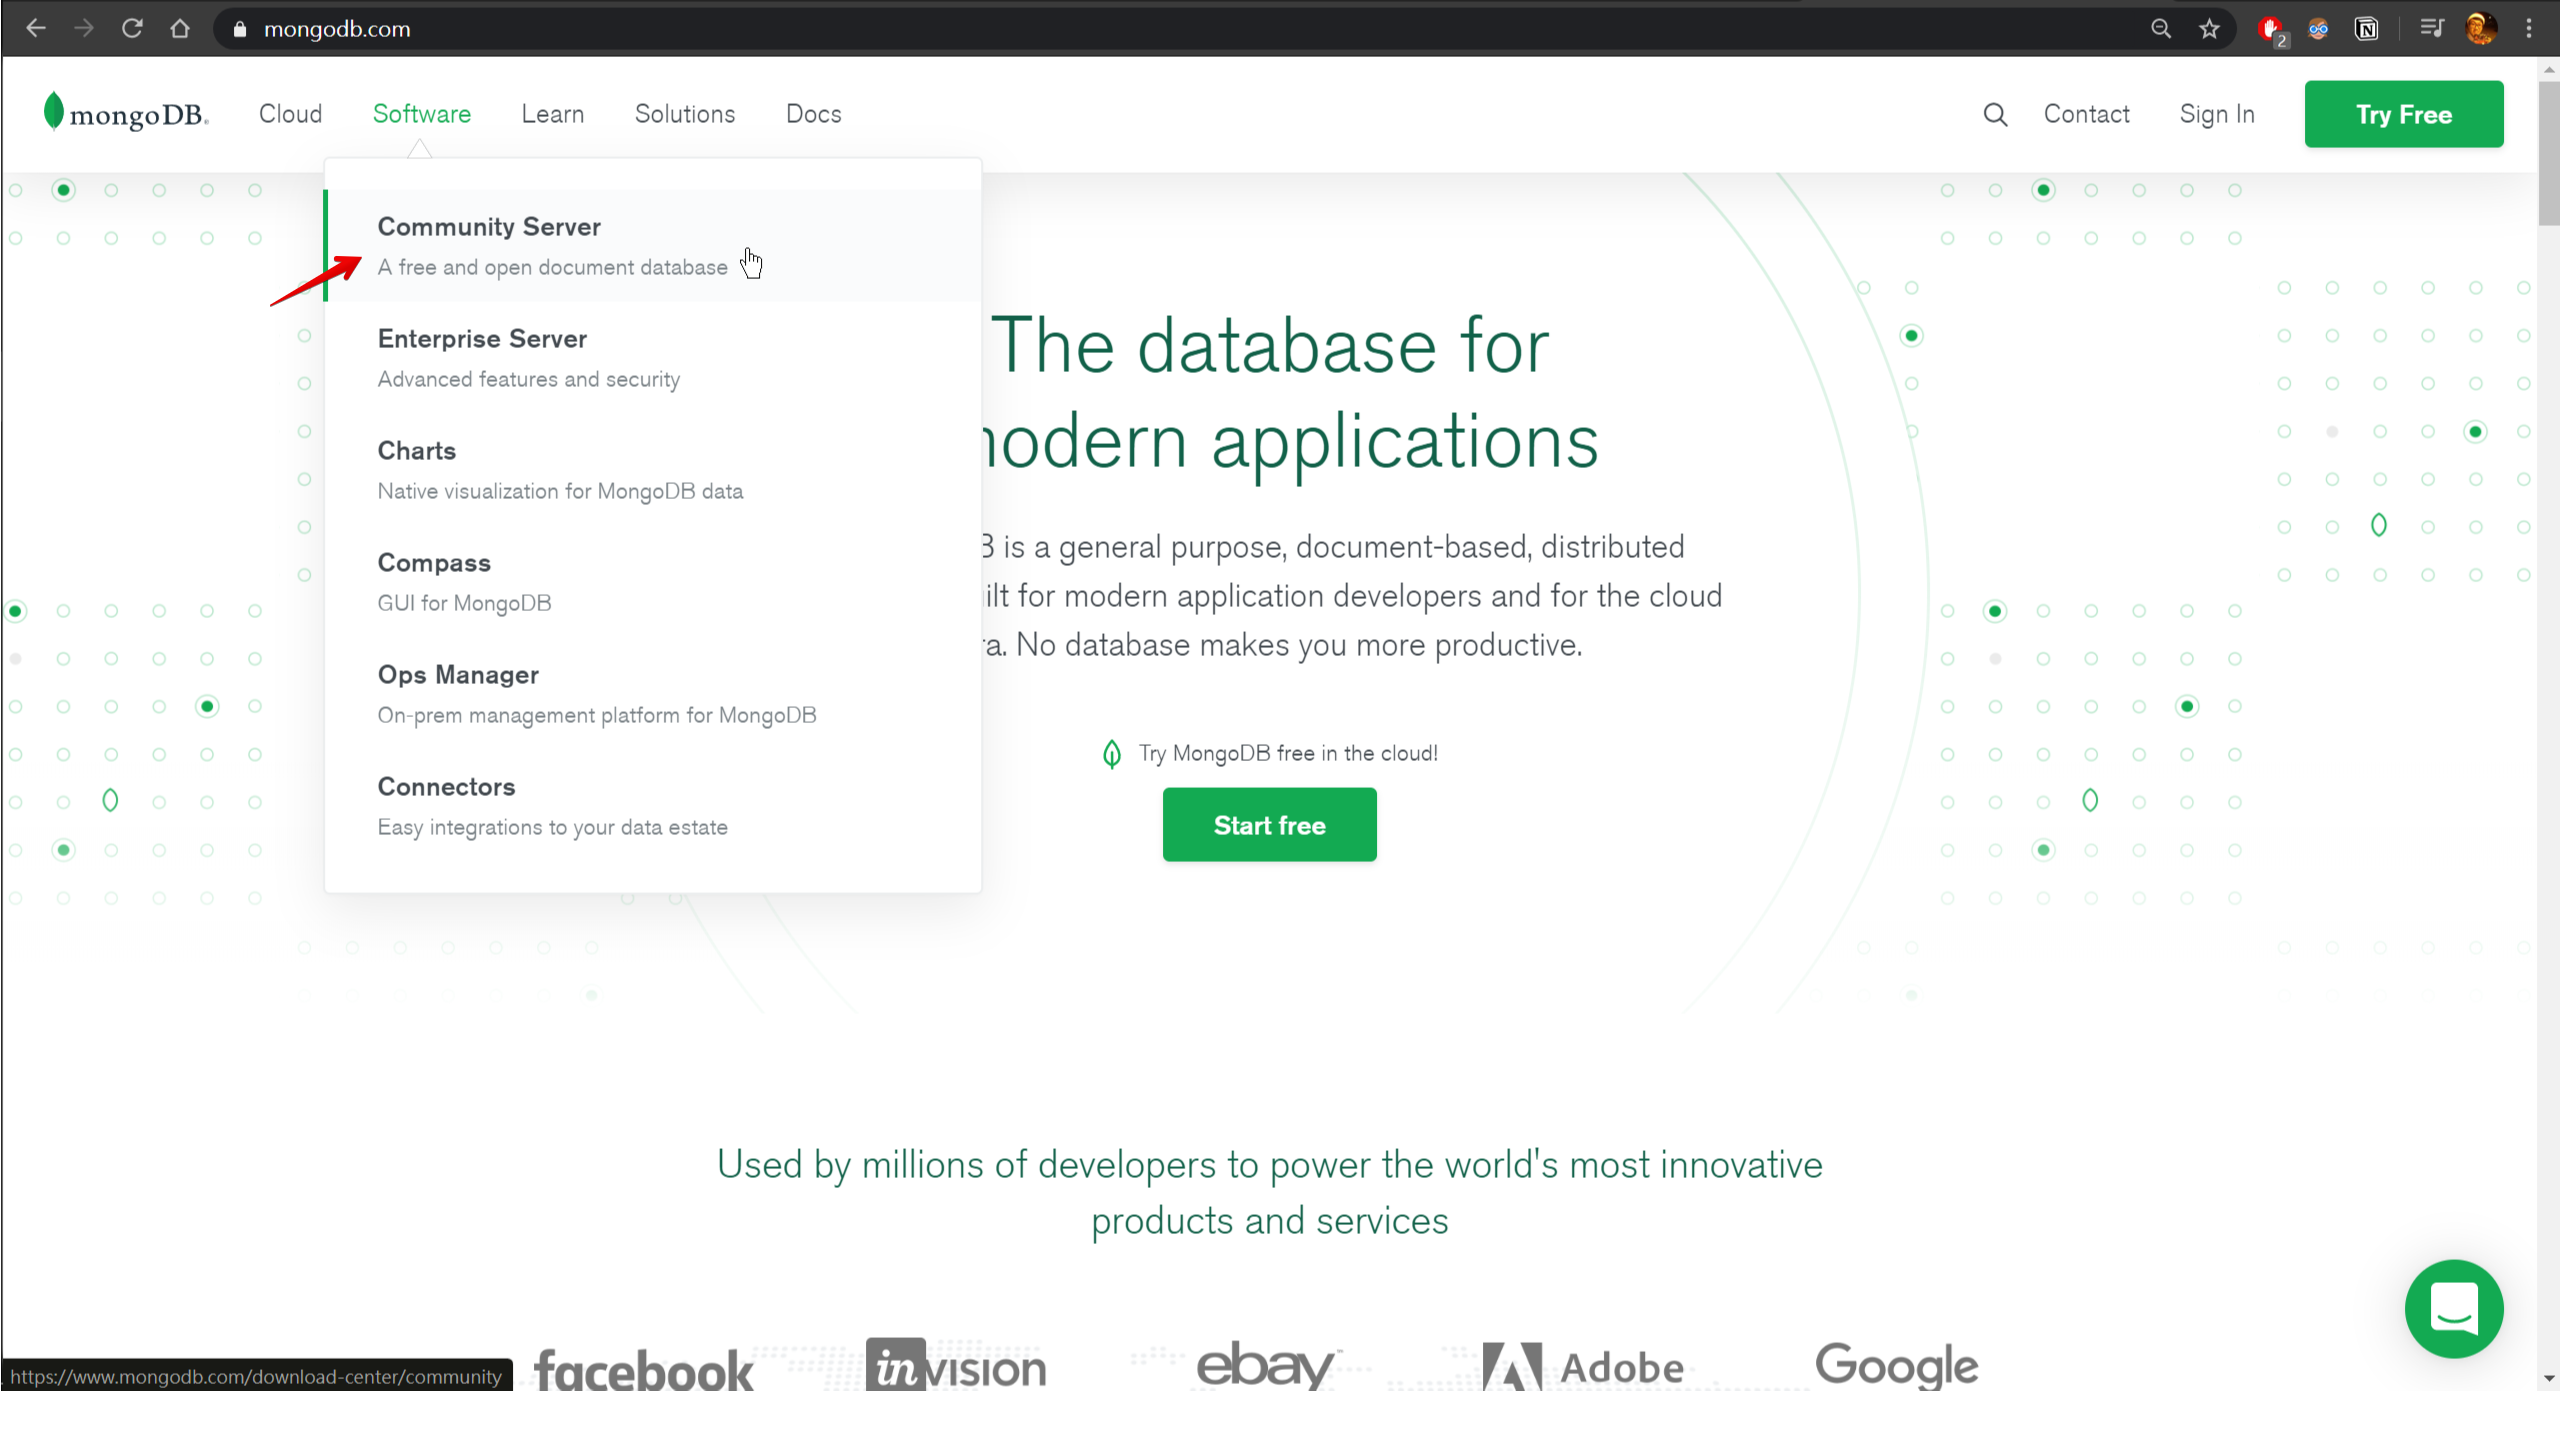 mongodb.com
2
mongoDB.
Cloud
Software
Learn
Solutions
Docs
Contact
Sign In
Try Free
Community Server
A free and open document database
Enterprise Server
Advanced features and security
Charts
Native visualization for MongoDB data
Compass
GUI for MongoDB
Ops Manager
On-prem management platform for MongoDB
Connectors
Easy integrations to your data estate
The database for
odern applications
B is a general purpose, document-based, distributed
ilt for modern application developers and for the cloud
ra. No database makes you more productive.
Try MongoDB free in the cloud!
Start free
Used by millions of developers to power the world's most innovative
products and services
facebook
invision
ebay™
Adobe
Google
https://www.mongodb.com/download-center/community